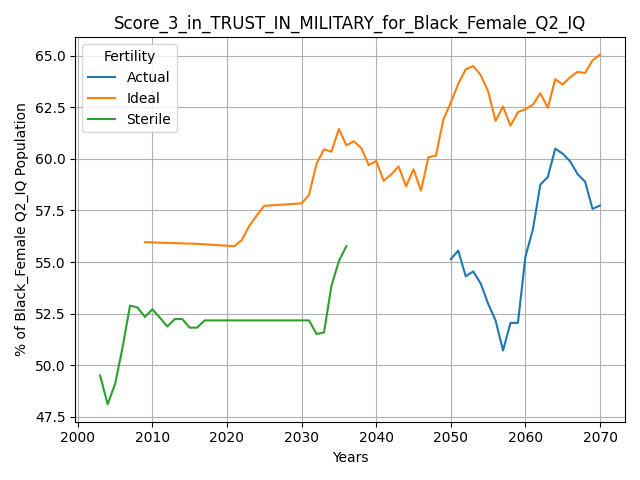 Score_3_in_TRUST_IN_MILITARY_for_Black_Female_Q2_IQ
Fertility
Actual
Ideal
Sterile
% of Black_Female Q2_IQ Population
65.0
62.5
60.0
57.5
55.0
52.5
50.0
47.5
2000 2010 2020 2030 2040 2050 2060 2070
Years